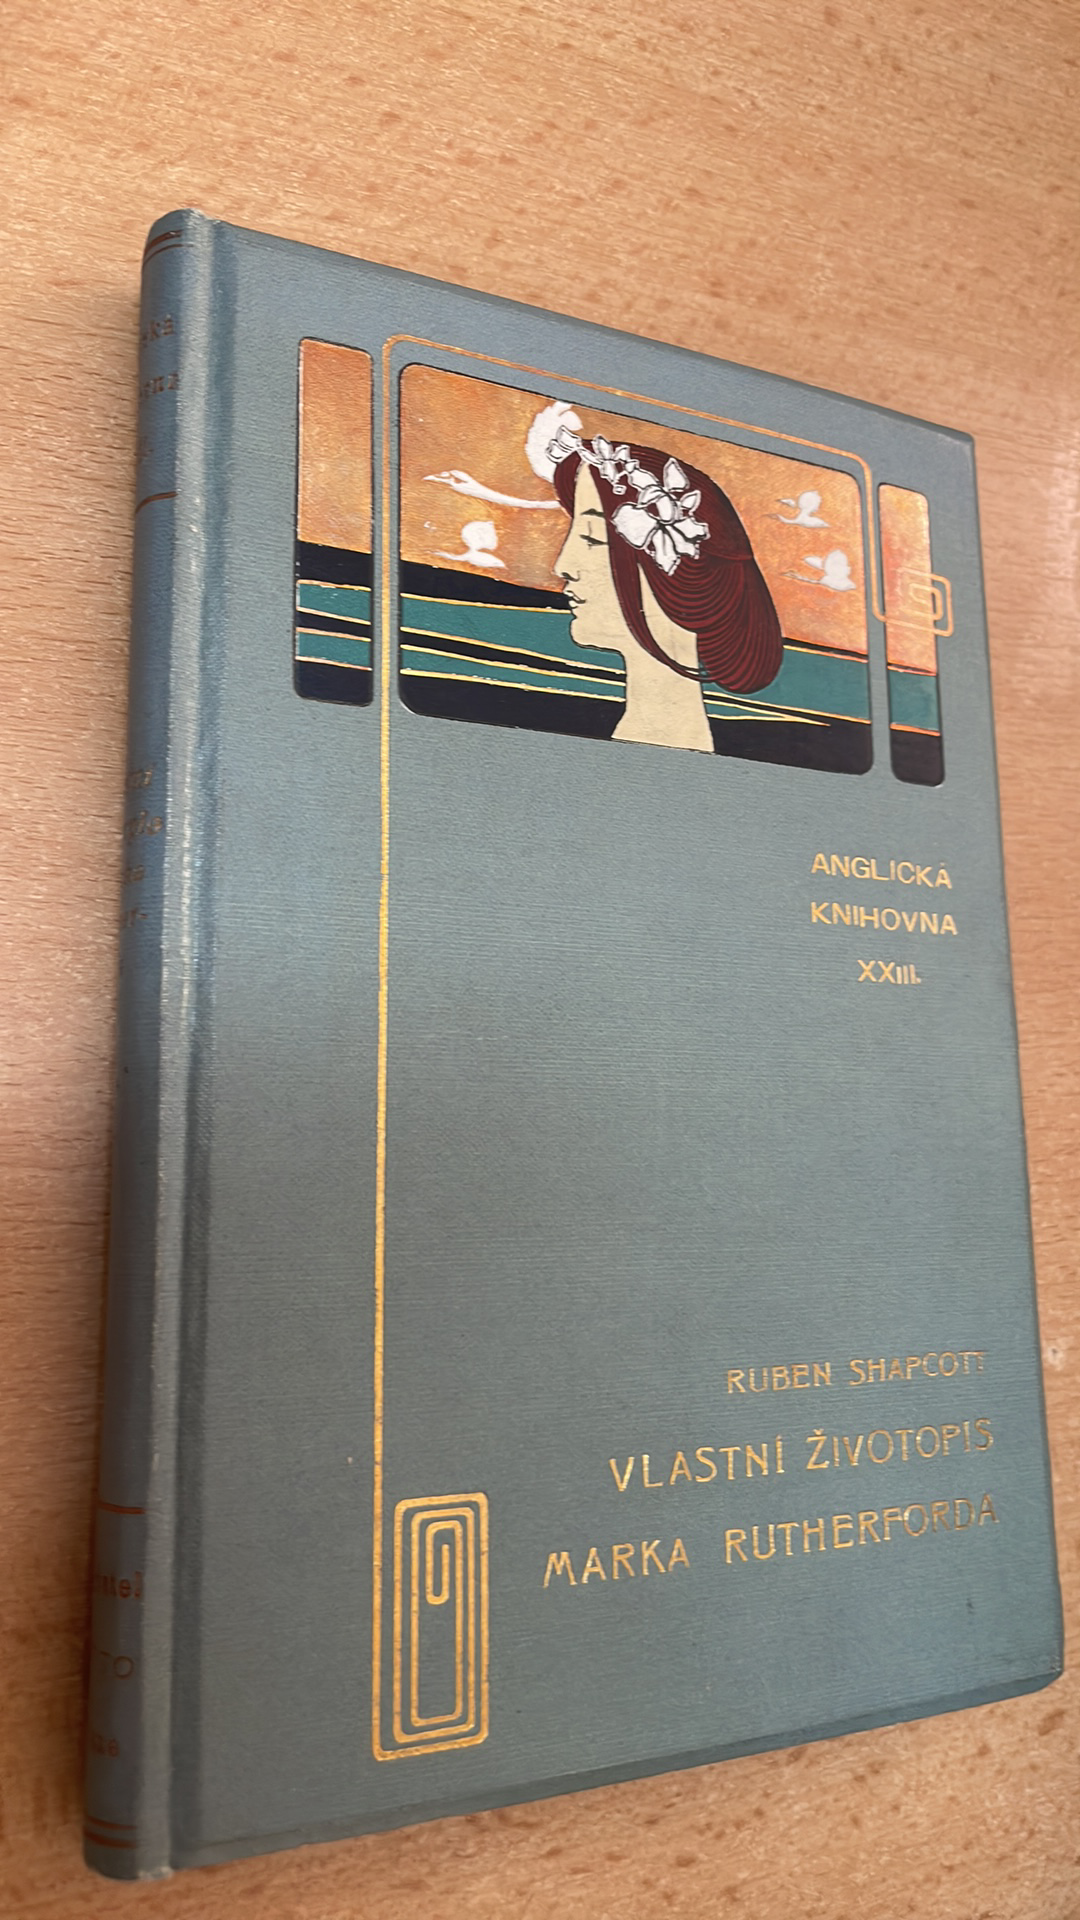 ANGLICKÁ
KNIHOVNA
XXIII.
RUBEN SHAPCOTT
VLASTNÍ ŽIVOTOPIS
MARKA RUTHERFORDA